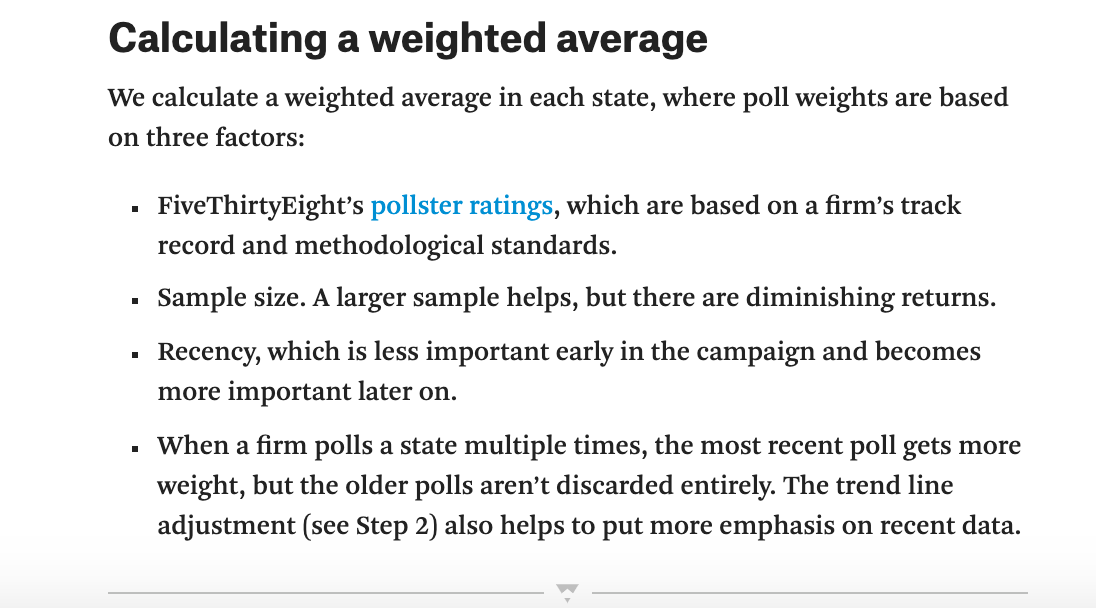 Calculating a weighted average
We calculate a weighted average in each state, where poll weights are based
on three factors:
▪ FiveThirtyEight’s pollster ratings, which are based on a firm’s track
record and methodological standards.
▪ Sample size. A larger sample helps, but there are diminishing returns.
▪ Recency, which is less important early in the campaign and becomes
more important later on.
▪ When a firm polls a state multiple times, the most recent poll gets more
weight, but the older polls aren’t discarded entirely. The trend line
adjustment (see Step 2) also helps to put more emphasis on recent data.